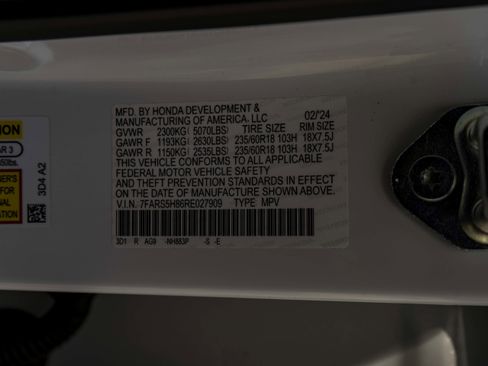 MFD. BY HONDA DEVELOPMENT &
MANUFACTURING OF AMERICA, LLC 02/'24
GVWR 2300KG( 5070LBS) TIRE SIZE RIM SIZE
GAWR F 1193KG( 2630LBS) 235/60R18 103H 18X7.5J
GAWR R 1150KG( 2535LBS) 235/60R18 103H 18X7.5J
THIS VEHICLE CONFORMS TO ALL APPLICABLE
FEDERAL MOTOR VEHICLE SAFETY
AND THEFT PREVENTION STANDARDS IN EFFECT
ON THE DATE OF MANUFACTURE SHOWN ABOVE.
V.I.N. 7FARS5H86RE027909 TYPE MPV
3D1 R AG9 -NH883P -S -E
3D4 A2